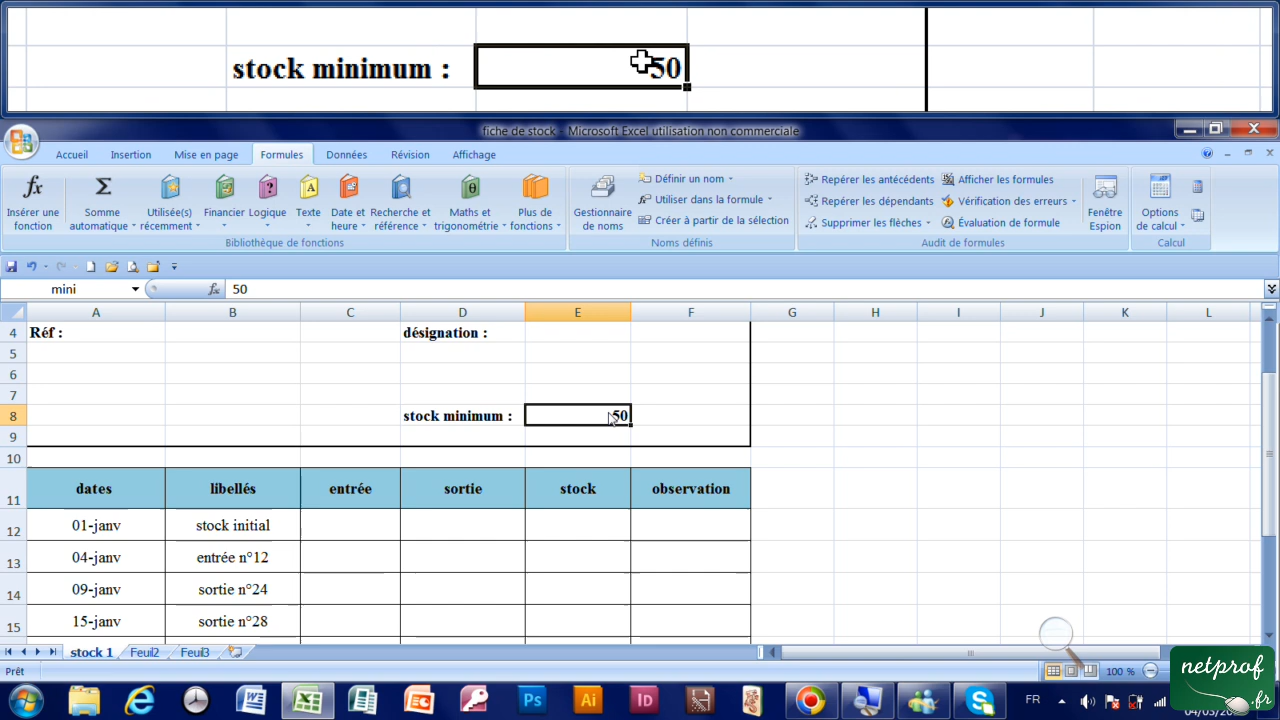 stock minimum : 50
fiche de stock - Microsoft Excel utilisation non commerciale
Accueil Insertion Mise en page Formules Données Révision Affichage
Insérer une fonction
Somme automatique
Utilisée(s) récemment
Financier
Logique
Texte
Date et heure
Recherche et référence
Maths et trigonométrie
Plus de fonctions
Bibliothèque de fonctions
Gestionnaire de noms
Définir un nom
Utiliser dans la formule
Créer à partir de la sélection
Noms définis
Repérer les antécédents
Repérer les dépendants
Supprimer les flèches
Afficher les formules
Vérification des erreurs
Évaluation de formule
Audit de formules
Fenêtre Espion
Options de calcul
Calcul
mini fx 50
A B C D E F G H I J K L
4 Réf : désignation :
5
6
7
8 stock minimum : 50
9
10
11 dates libellés entrée sortie stock observation
12 01-janv stock initial
13 04-janv entrée n°12
14 09-janv sortie n°24
15 15-janv sortie n°28
stock 1 Feuil2 Feuil3
Prêt 100 %
netprof.fr
Ps Ai ID FR